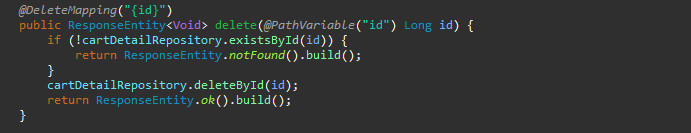 @DeleteMapping("{id}")
public ResponseEntity<Void> delete(@PathVariable("id") Long id) {
    if (!cartDetailRepository.existsById(id)) {
        return ResponseEntity.notFound().build();
    }
    cartDetailRepository.deleteById(id);
    return ResponseEntity.ok().build();
}